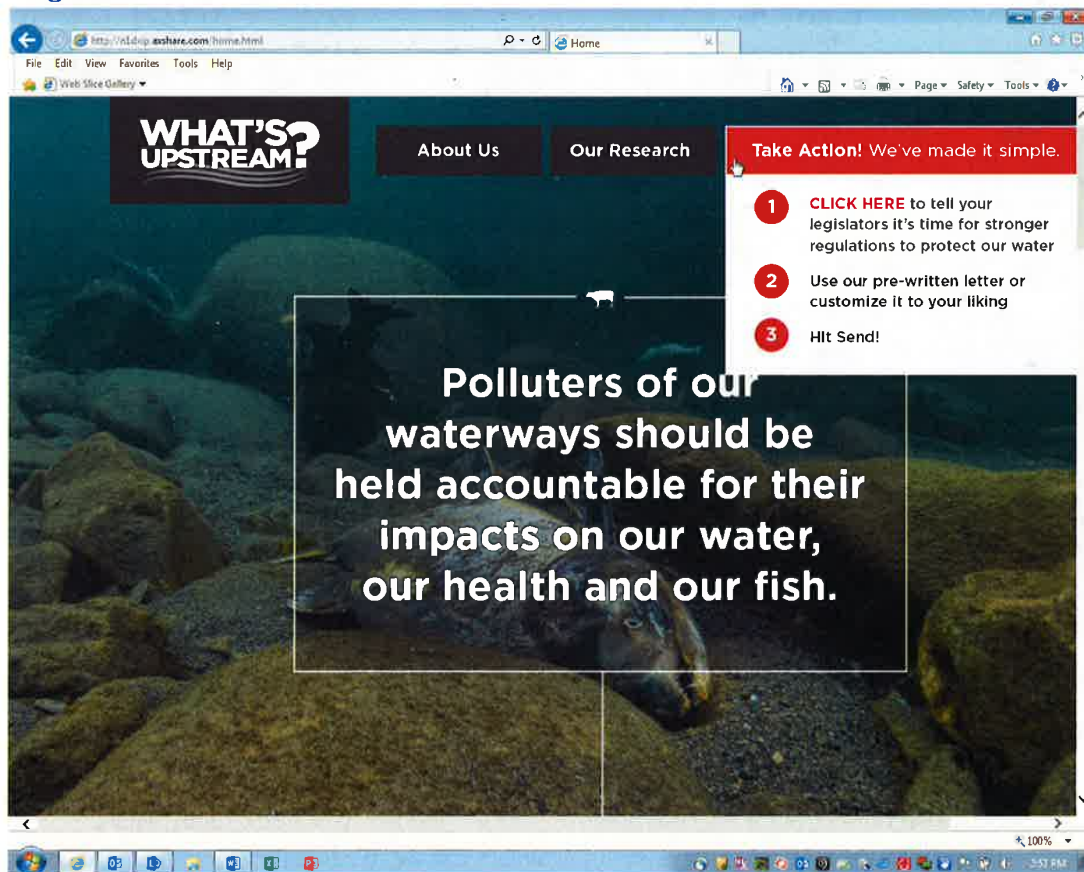 Home
File Edit View Favorites Tools Help
Web Slice Gallery
Page Safety Tools
WHAT'S
UPSTREAM?
About Us
Our Research
Take Action! We've made it simple.
1 CLICK HERE to tell your
legislators it's time for stronger
regulations to protect our water
2 Use our pre-written letter or
customize it to your liking
3 Hit Send!
Polluters of our
waterways should be
held accountable for their
impacts on our water,
our health and our fish.
100%